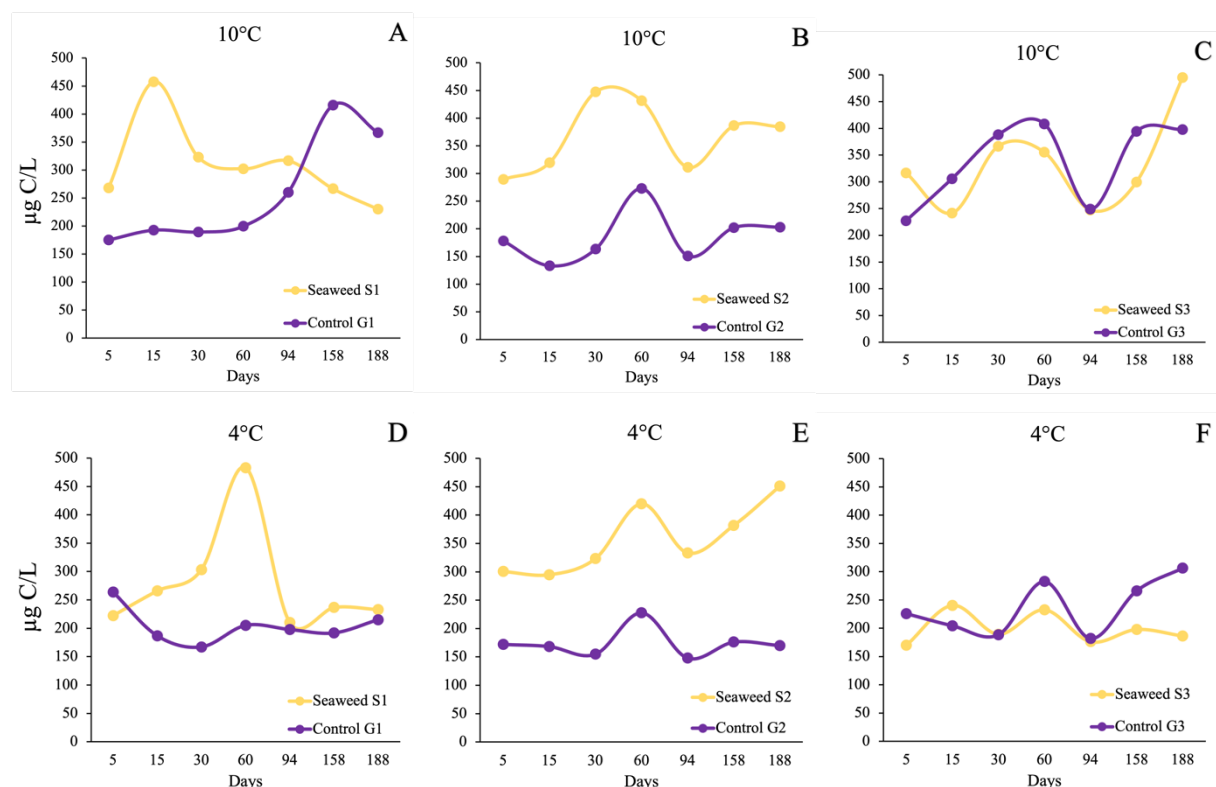 10°C
A
500
450
400
350
300
250
200
150
100
50
0
µg C/L
Seaweed S1
Control G1
5 15 30 60 94 158 188
Days
10°C
B
500
450
400
350
300
250
200
150
100
50
0
Seaweed S2
Control G2
5 15 30 60 94 158 188
Days
10°C
C
500
450
400
350
300
250
200
150
100
50
0
Seaweed S3
Control G3
5 15 30 60 94 158 188
Days
4°C
D
500
450
400
350
300
250
200
150
100
50
0
µg C/L
Seaweed S1
Control G1
5 15 30 60 94 158 188
Days
4°C
E
500
450
400
350
300
250
200
150
100
50
0
Seaweed S2
Control G2
5 15 30 60 94 158 188
Days
4°C
F
500
450
400
350
300
250
200
150
100
50
0
Seaweed S3
Control G3
5 15 30 60 94 158 188
Days